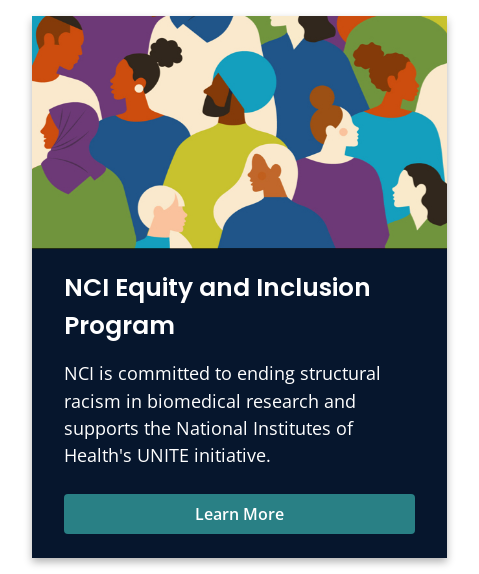 NCI Equity and Inclusion
Program
NCI is committed to ending structural
racism in biomedical research and
supports the National Institutes of
Health's UNITE initiative.
Learn More